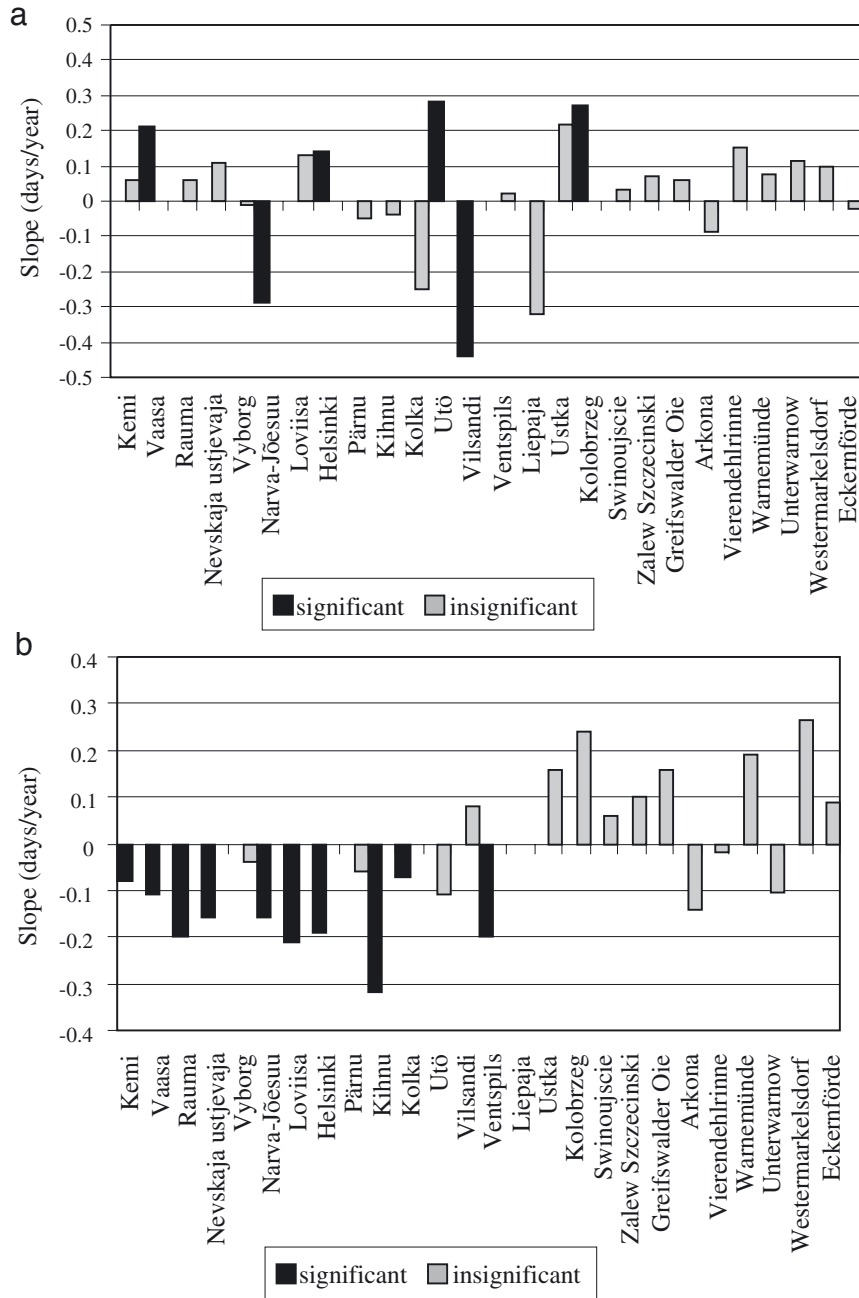 a
0.5
0.4
0.3
0.2
0.1
0
-0.1
-0.2
-0.3
-0.4
-0.5
Slope (days/year)
Kemi
Vaasa
Rauma
Nevskaja ustjevaja
Vyborg
Narva-Jõesuu
Loviisa
Helsinki
Pärnu
Kihnu
Kolka
Utö
Vilsandi
Ventspils
Liepaja
Ustka
Kolobrzeg
Swinoujscie
Zalew Szczecinski
Greifswalder Oie
Arkona
Vierendehlrinne
Warnemünde
Unterwarnow
Westermarkelsdorf
Eckernförde
significant insignificant
b
0.4
0.3
0.2
0.1
0
-0.1
-0.2
-0.3
-0.4
Slope (days/year)
Kemi
Vaasa
Rauma
Nevskaja ustjevaja
Vyborg
Narva-Jõesuu
Loviisa
Helsinki
Pärnu
Kihnu
Kolka
Utö
Vilsandi
Ventspils
Liepaja
Ustka
Kolobrzeg
Swinoujscie
Zalew Szczecinski
Greifswalder Oie
Arkona
Vierendehlrinne
Warnemünde
Unterwarnow
Westermarkelsdorf
Eckernförde
significant insignificant